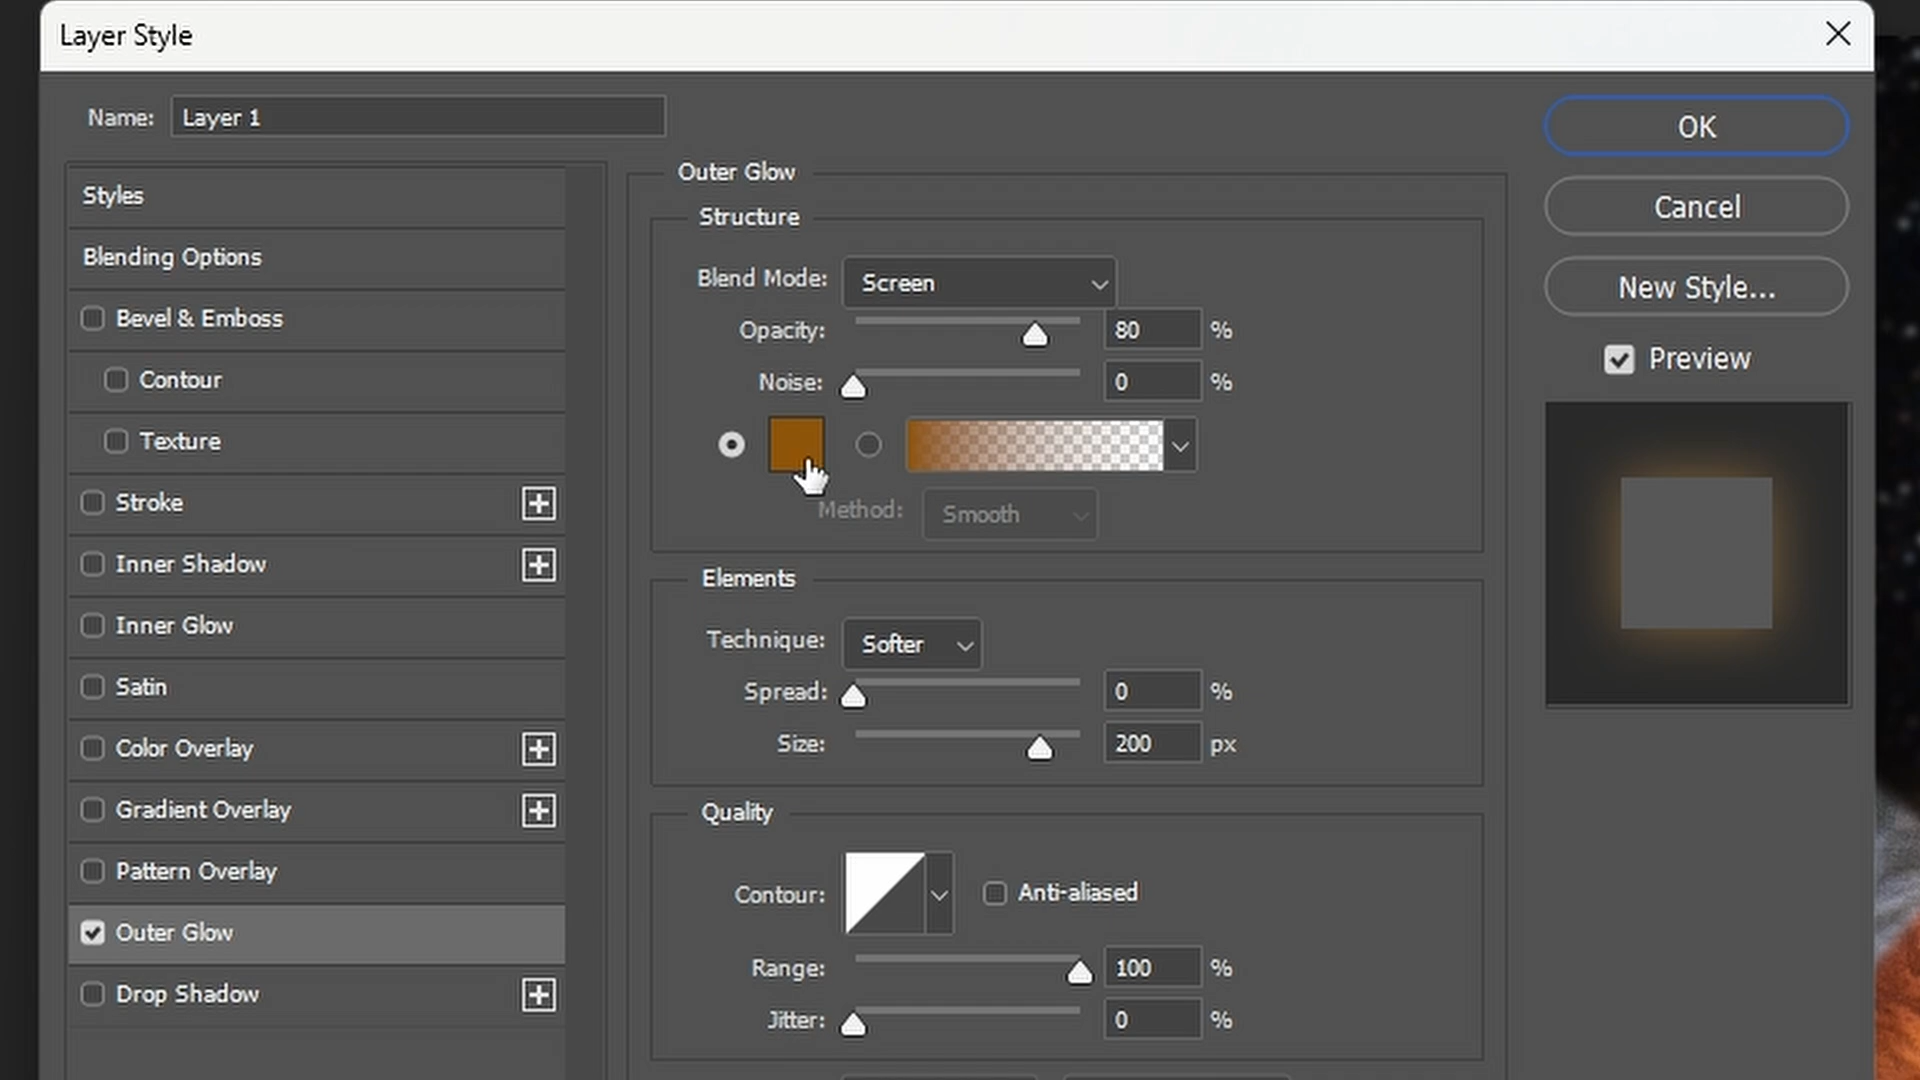 Layer Style
Name: Layer 1
Styles
Blending Options
Bevel & Emboss
Contour
Texture
Stroke
Inner Shadow
Inner Glow
Satin
Color Overlay
Gradient Overlay
Pattern Overlay
Outer Glow
Drop Shadow
Outer Glow
Structure
Blend Mode: Screen
Opacity: 80 %
Noise: 0 %
Method: Smooth
Elements
Technique: Softer
Spread: 0 %
Size: 200 px
Quality
Contour: Anti-aliased
Range: 100 %
Jitter: 0 %
OK
Cancel
New Style...
Preview